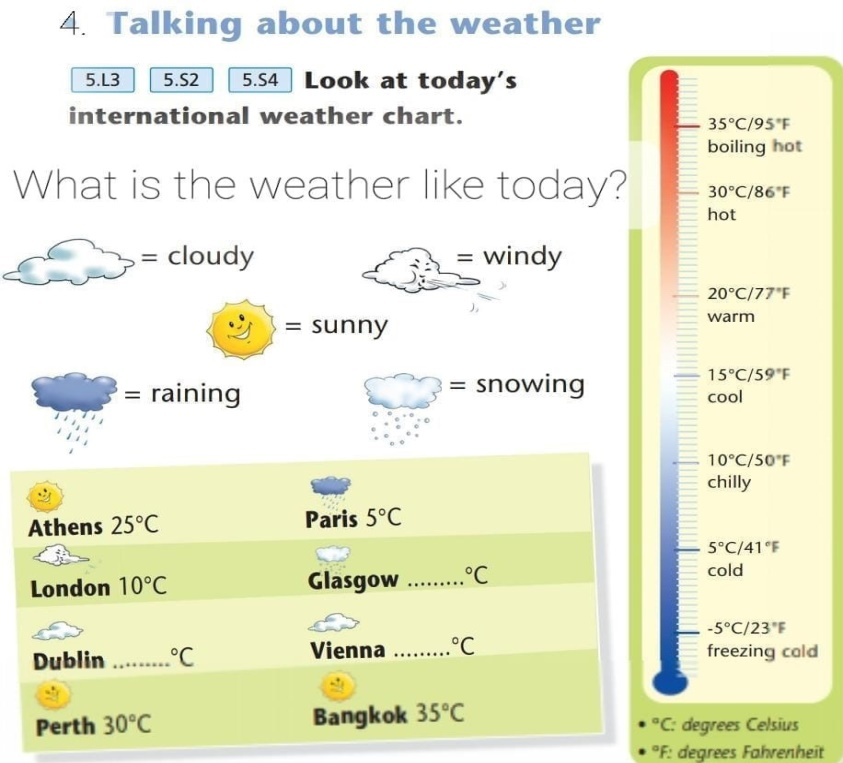 4. Talking about the weather
5.L3 5.S2 5.S4 Look at today's
international weather chart.
What is the weather like today?
= cloudy
= windy
= sunny
= raining
= snowing
Athens 25°C
Paris 5°C
London 10°C
Glasgow .........°C
Dublin .........°C
Vienna .........°C
Perth 30°C
Bangkok 35°C
35°C/95°F
boiling hot
30°C/86°F
hot
20°C/77°F
warm
15°C/59°F
cool
10°C/50°F
chilly
5°C/41°F
cold
-5°C/23°F
freezing cold
• °C: degrees Celsius
• °F: degrees Fahrenheit